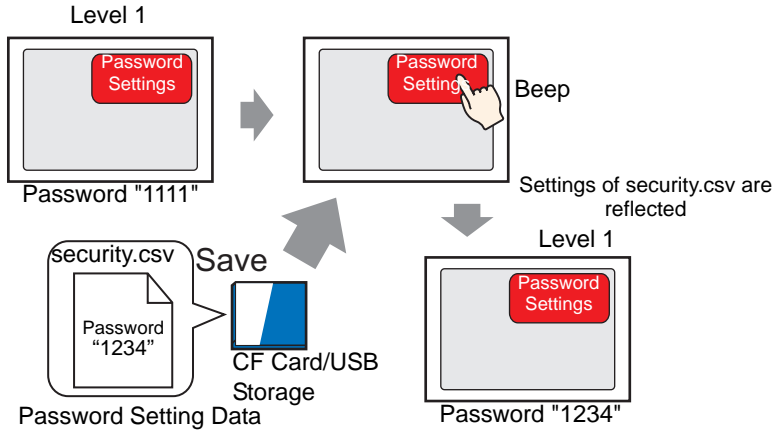 Level 1
Password
Settings
Password "1111"
Password
Settings
Beep
Settings of security.csv are
reflected
security.csv
Password
“1234”
Save
CF Card/USB
Storage
Password Setting Data
Level 1
Password
Settings
Password "1234"